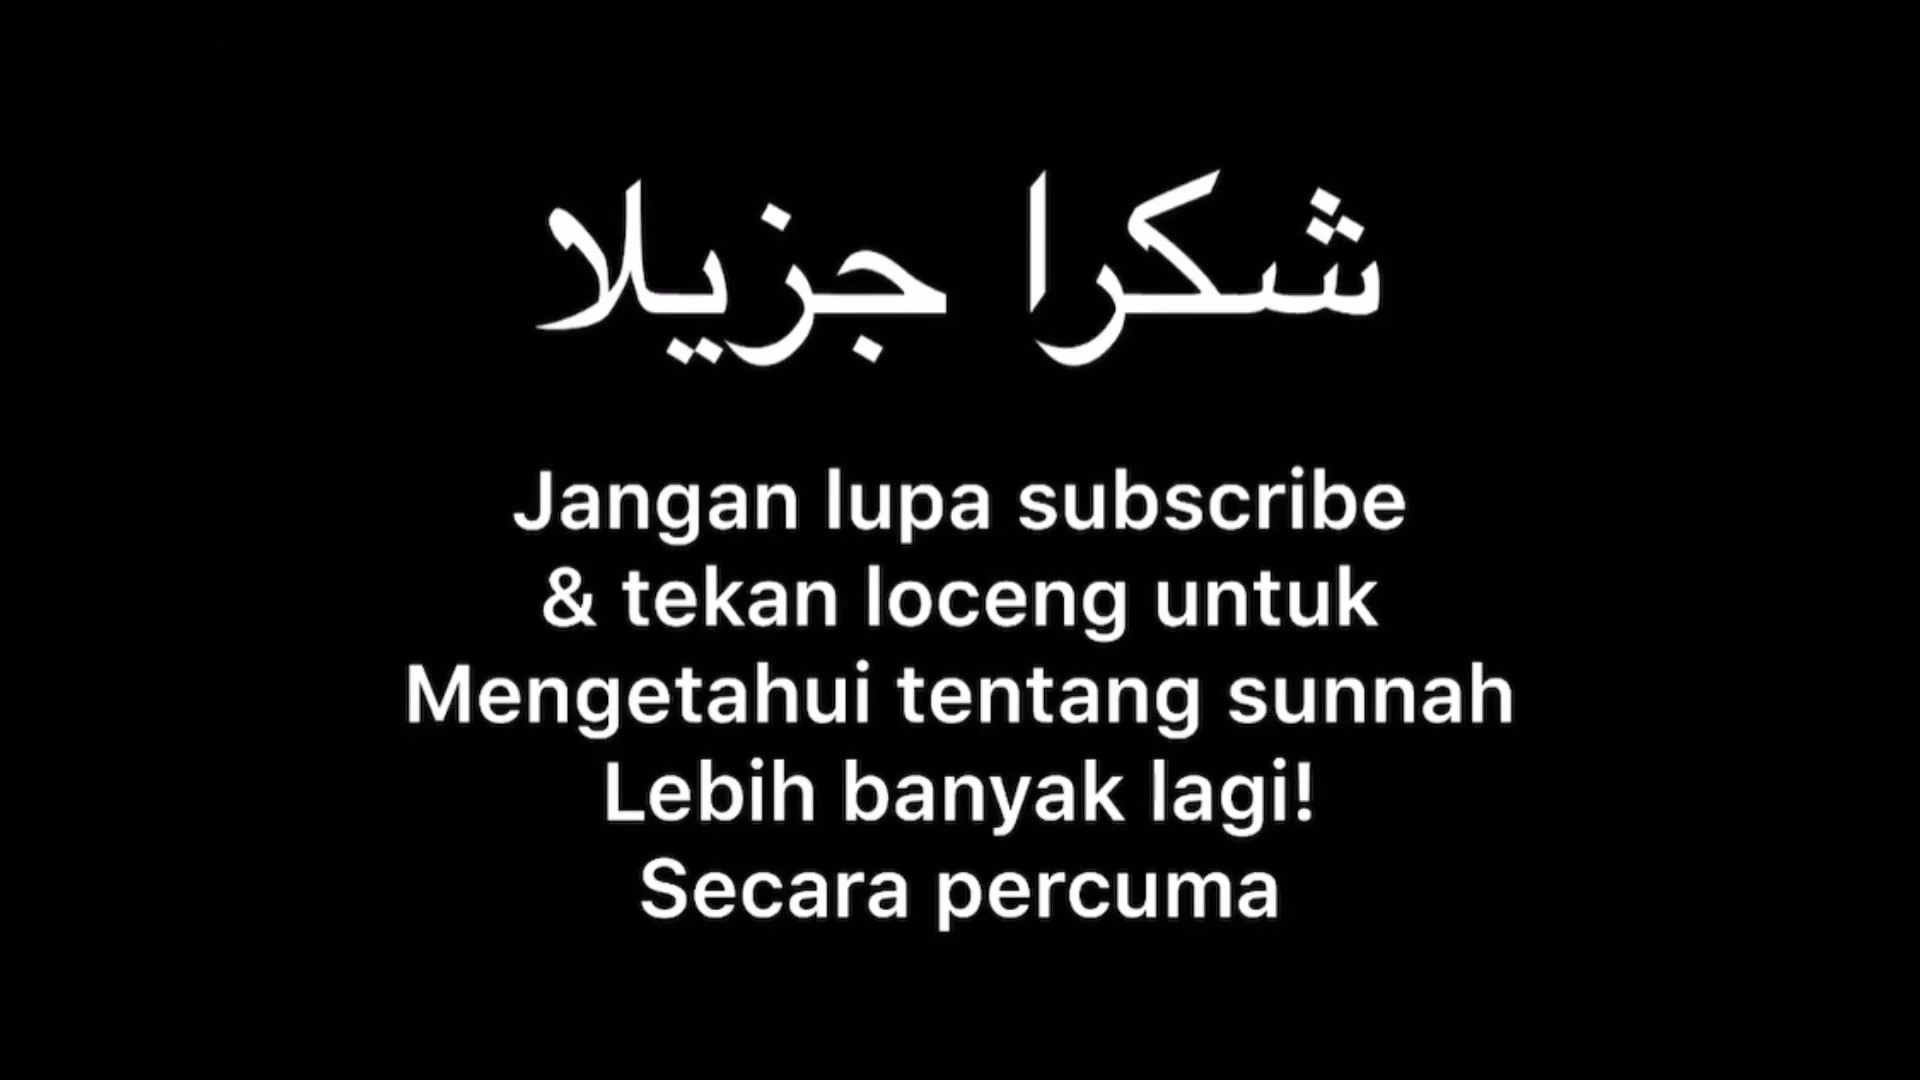 شكرا جزيلا
Jangan lupa subscribe
& tekan loceng untuk
Mengetahui tentang sunnah
Lebih banyak lagi!
Secara percuma